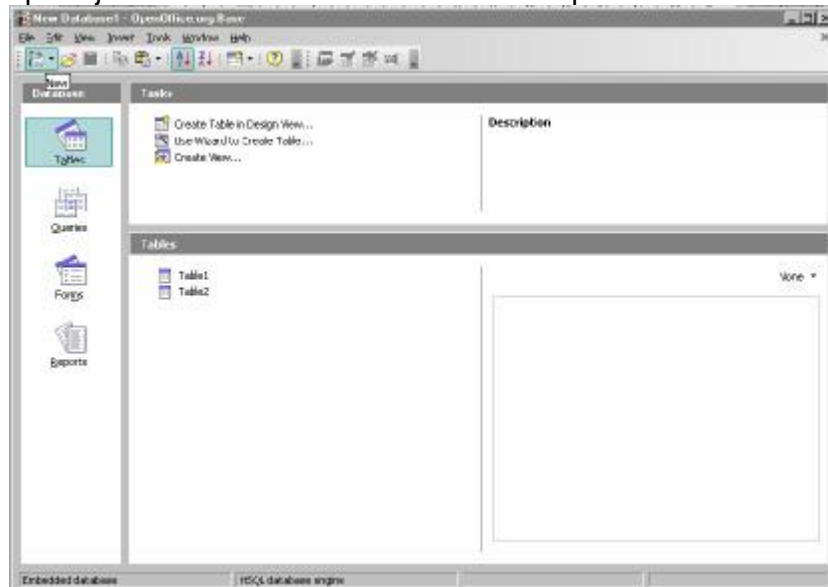 New Database1 - OpenOffice.org Base
File Edit View Insert Tools Window Help
New
Database
Tasks
Tables
Queries
Forms
Reports
Create Table in Design View...
Use Wizard to Create Table...
Create View...
Description
Tables
Table1
Table2
None
Embedded database
HSQL database engine